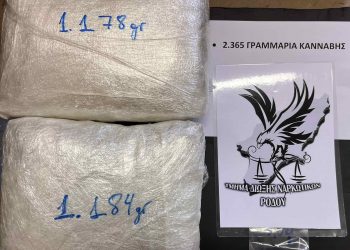 1.178gr
• 2.365 ΓΡΑΜΜΑΡΙΑ ΚΑΝΝΑΒΗΣ
1.184gr
ΤΜΗΜΑ ΔΙΩΞΗΣ ΝΑΡΚΩΤΙΚΩΝ
ΡΟΔΟΥ